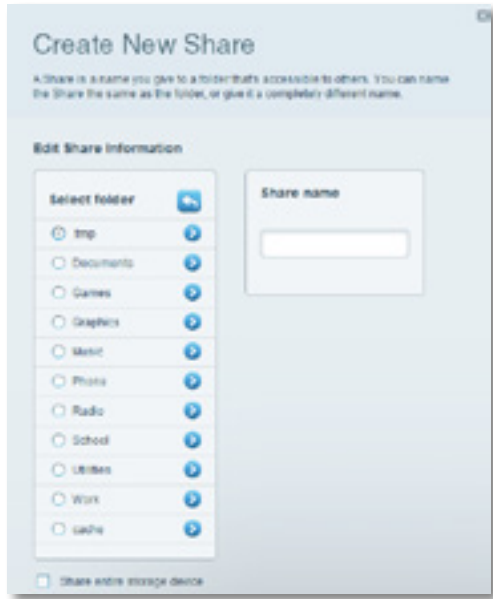 Create New Share
A Share is a name you give to a folder that's accessible to others. You can name
the Share the same as the folder, or give it a completely different name.
Edit Share Information
Select folder
Share name
tmp
Documents
Games
Graphics
Music
Phone
Radio
School
Utilities
Work
cache
Share entire storage device